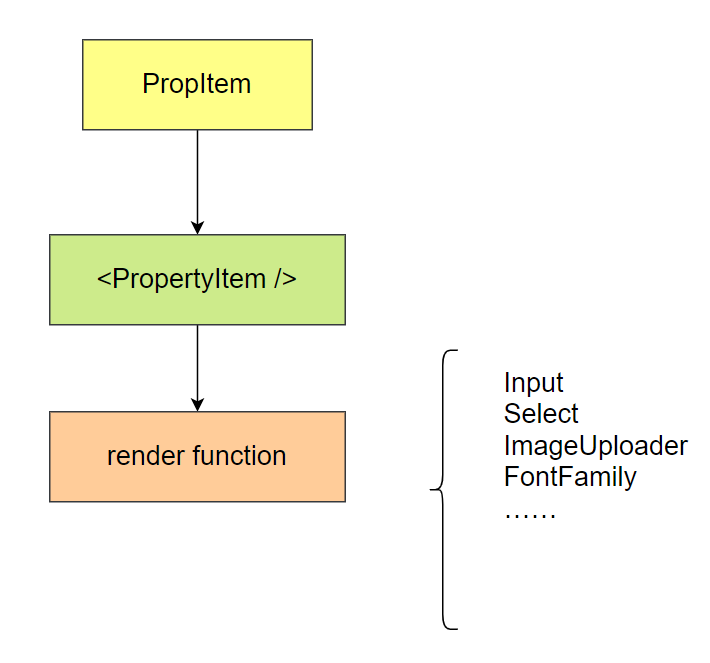 PropItem
<PropertyItem />
render function
Input
Select
ImageUploader
FontFamily
……